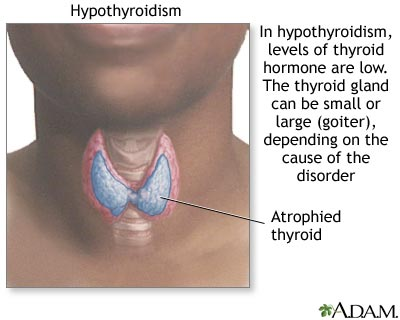 Hypothyroidism
In hypothyroidism,
levels of thyroid
hormone are low.
The thyroid gland
can be small or
large (goiter),
depending on the
cause of the
disorder
Atrophied
thyroid
ADAM.